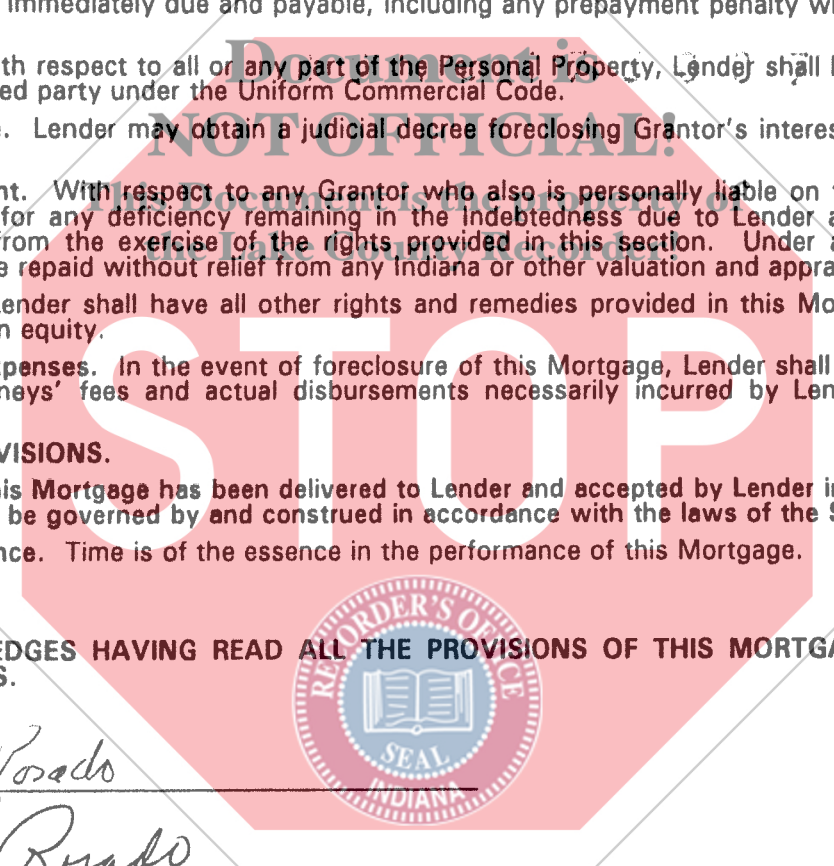 immediately due and payable, including any prepayment penalty w
Document is
th respect to all or any part of the Personal Property, Lender shall
ed party under the Uniform Commercial Code.
NOT OFFICIAL!
e. Lender may obtain a judicial decree foreclosing Grantor's interes
This Document is the property of
nt. With respect to any Grantor who also is personally liable on
for any deficiency remaining in the Indebtedness due to Lender a
the Lake County Recorder!
from the exercise of the rights provided in this section. Under a
e repaid without relief from any Indiana or other valuation and appra
ender shall have all other rights and remedies provided in this Mo
n equity.
STOP
penses. In the event of foreclosure of this Mortgage, Lender shall
neys' fees and actual disbursements necessarily incurred by Len
VISIONS.
is Mortgage has been delivered to Lender and accepted by Lender i
be governed by and construed in accordance with the laws of the S
nce. Time is of the essence in the performance of this Mortgage.
RECORDER'S OFFICE
EDGES HAVING READ ALL THE PROVISIONS OF THIS MORTGA
S.
SEAL
INDIANA
Rosado
Rosado